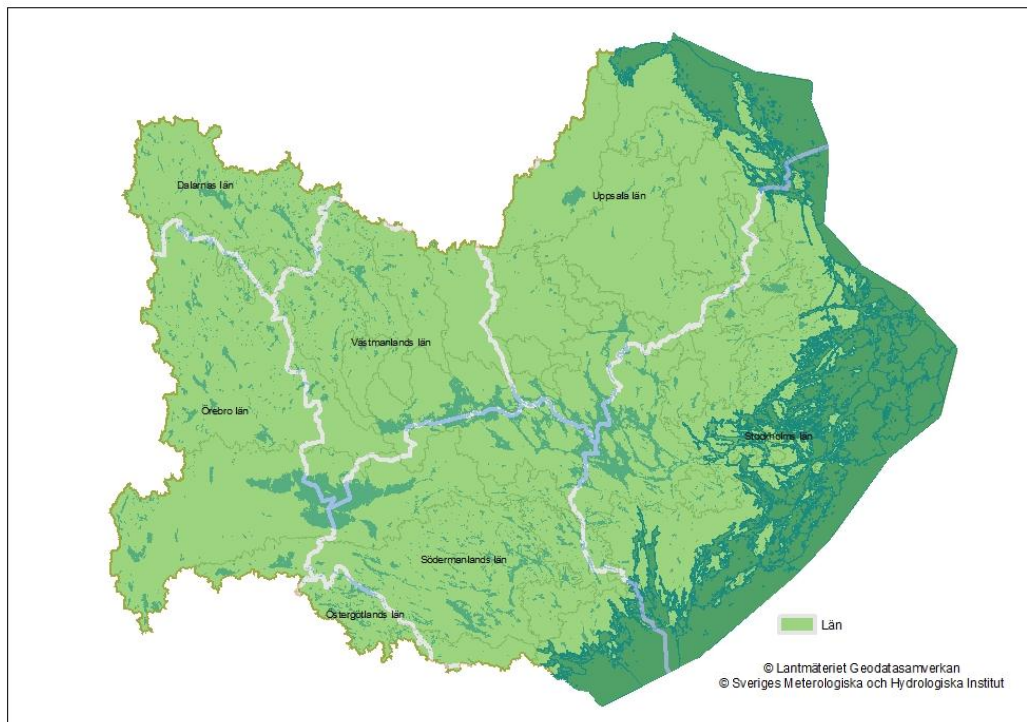 Dalarnas län
Uppsala län
Västmanlands län
Örebro län
Stockholms län
Södermanlands län
Östergötlands län
Län
© Lantmäteriet Geodatasamverkan
© Sveriges Meterologiska och Hydrologiska Institut